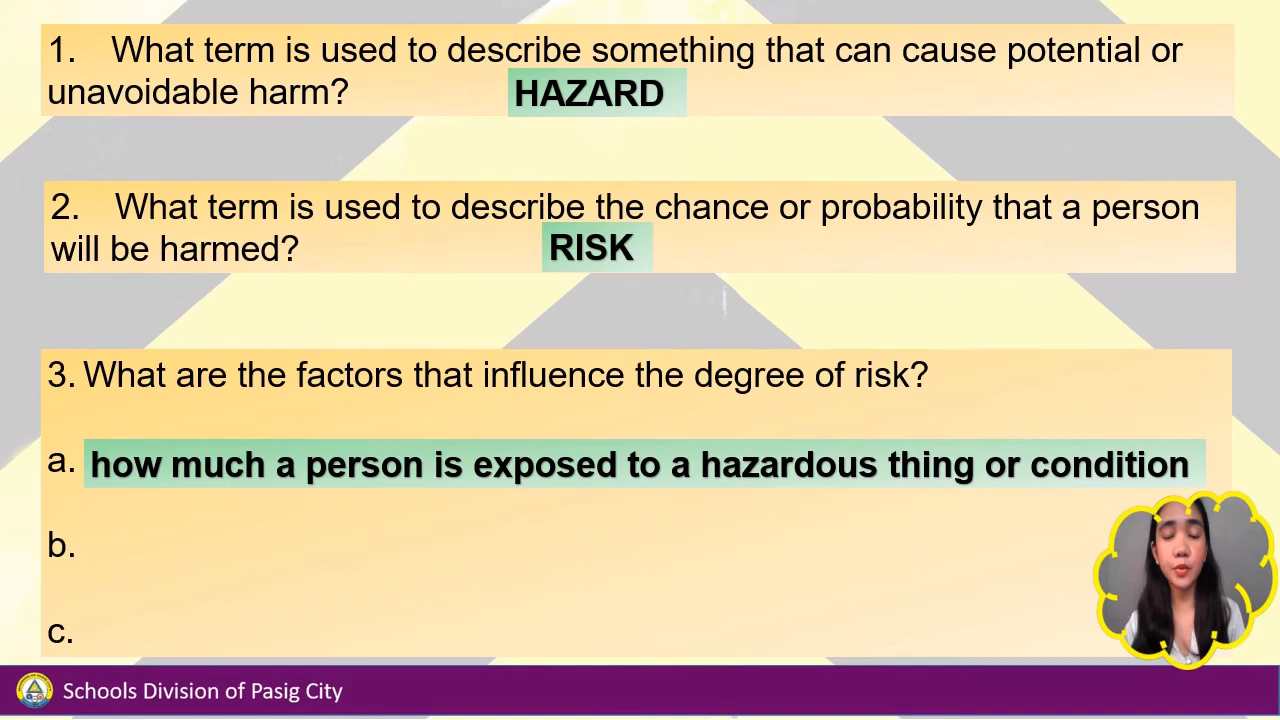 1. What term is used to describe something that can cause potential or
unavoidable harm? HAZARD
2. What term is used to describe the chance or probability that a person
will be harmed? RISK
3. What are the factors that influence the degree of risk?
a. how much a person is exposed to a hazardous thing or condition
b.
c.
Schools Division of Pasig City